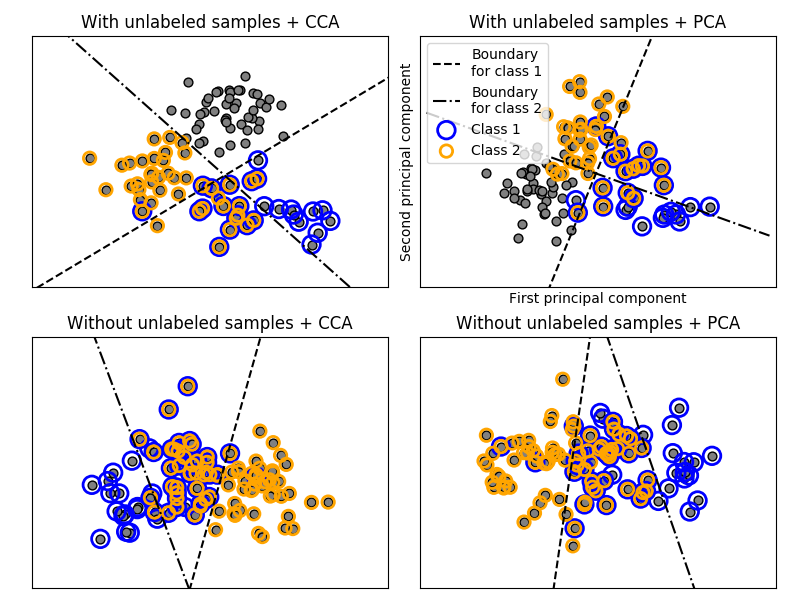 With unlabeled samples + CCA
With unlabeled samples + PCA
Second principal component
Boundary
for class 1
Boundary
for class 2
Class 1
Class 2
First principal component
Without unlabeled samples + CCA
Without unlabeled samples + PCA